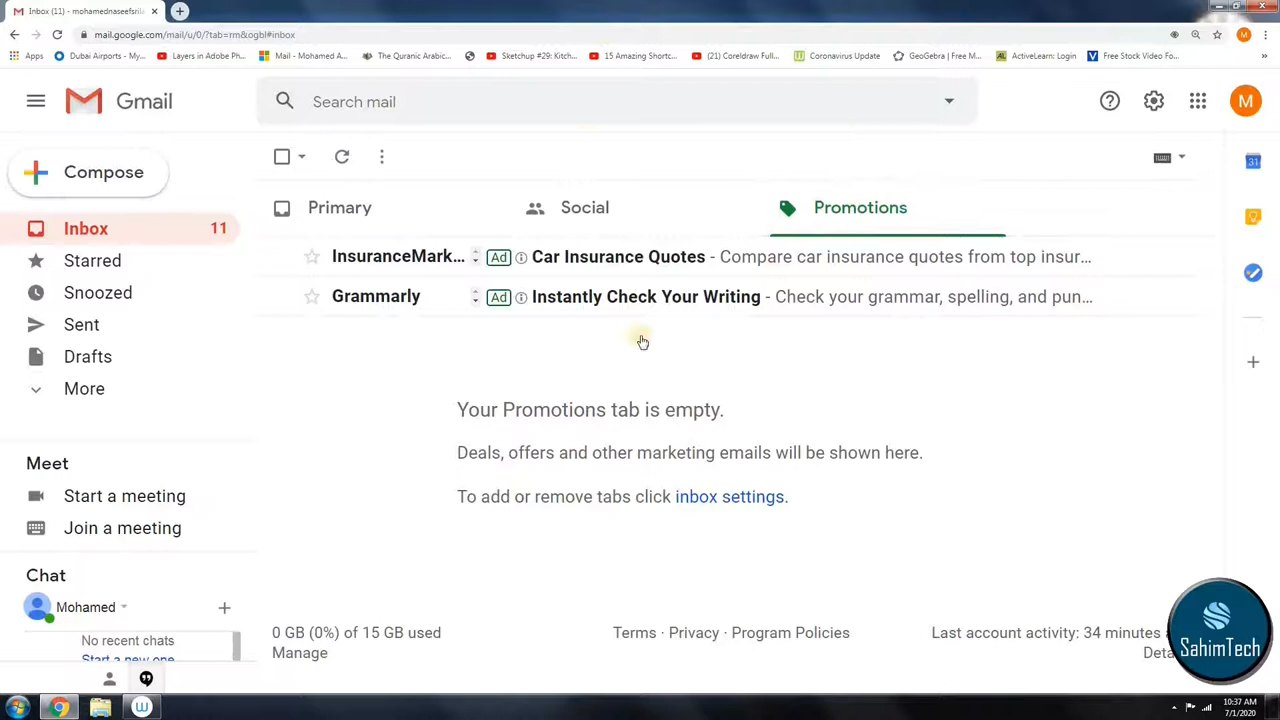 Inbox (11) - mohamednaseefsril
mail.google.com/mail/u/0/?tab=rm&ogbl#inbox
Apps
Dubai Airports - My...
Layers in Adobe Ph...
Mail - Mohamed A...
The Quranic Arabic...
Sketchup #29: Kitch...
15 Amazing Shortc...
(21) Coreldraw Full...
Coronavirus Update
GeoGebra | Free M...
ActiveLearn: Login
Free Stock Video Fo...
Gmail
Search mail
M
Compose
Inbox 11
Starred
Snoozed
Sent
Drafts
More
Meet
Start a meeting
Join a meeting
Chat
Mohamed
No recent chats
Start a new one
Primary
Social
Promotions
InsuranceMark... Ad Car Insurance Quotes - Compare car insurance quotes from top insur...
Grammarly Ad Instantly Check Your Writing - Check your grammar, spelling, and pun...
Your Promotions tab is empty.
Deals, offers and other marketing emails will be shown here.
To add or remove tabs click inbox settings.
0 GB (0%) of 15 GB used
Manage
Terms · Privacy · Program Policies
Last account activity: 34 minutes
31
SahimTech
10:37 AM
7/1/2020